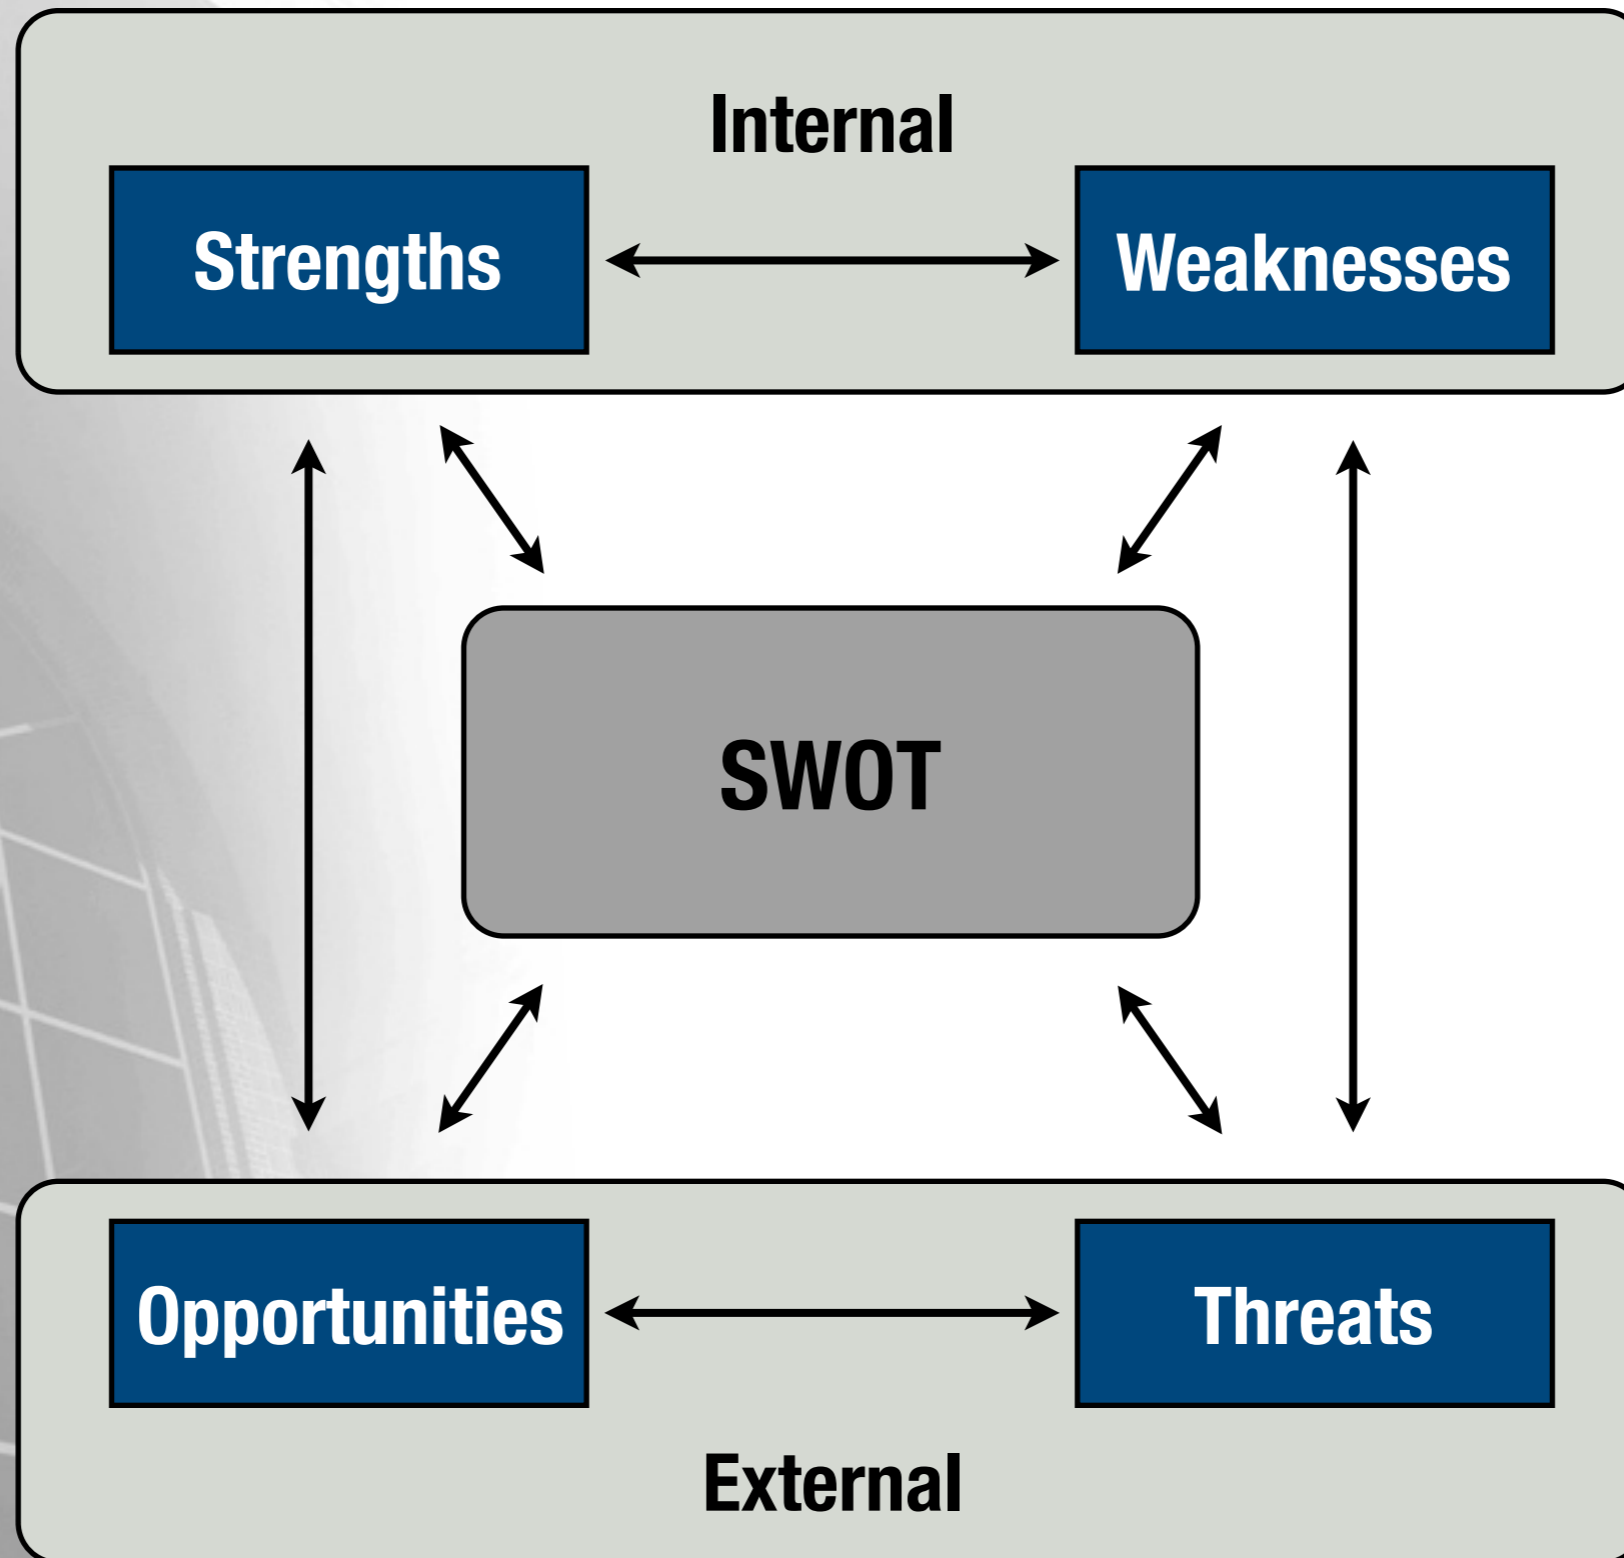 Internal
Strengths
Weaknesses
SWOT
Opportunities
Threats
External